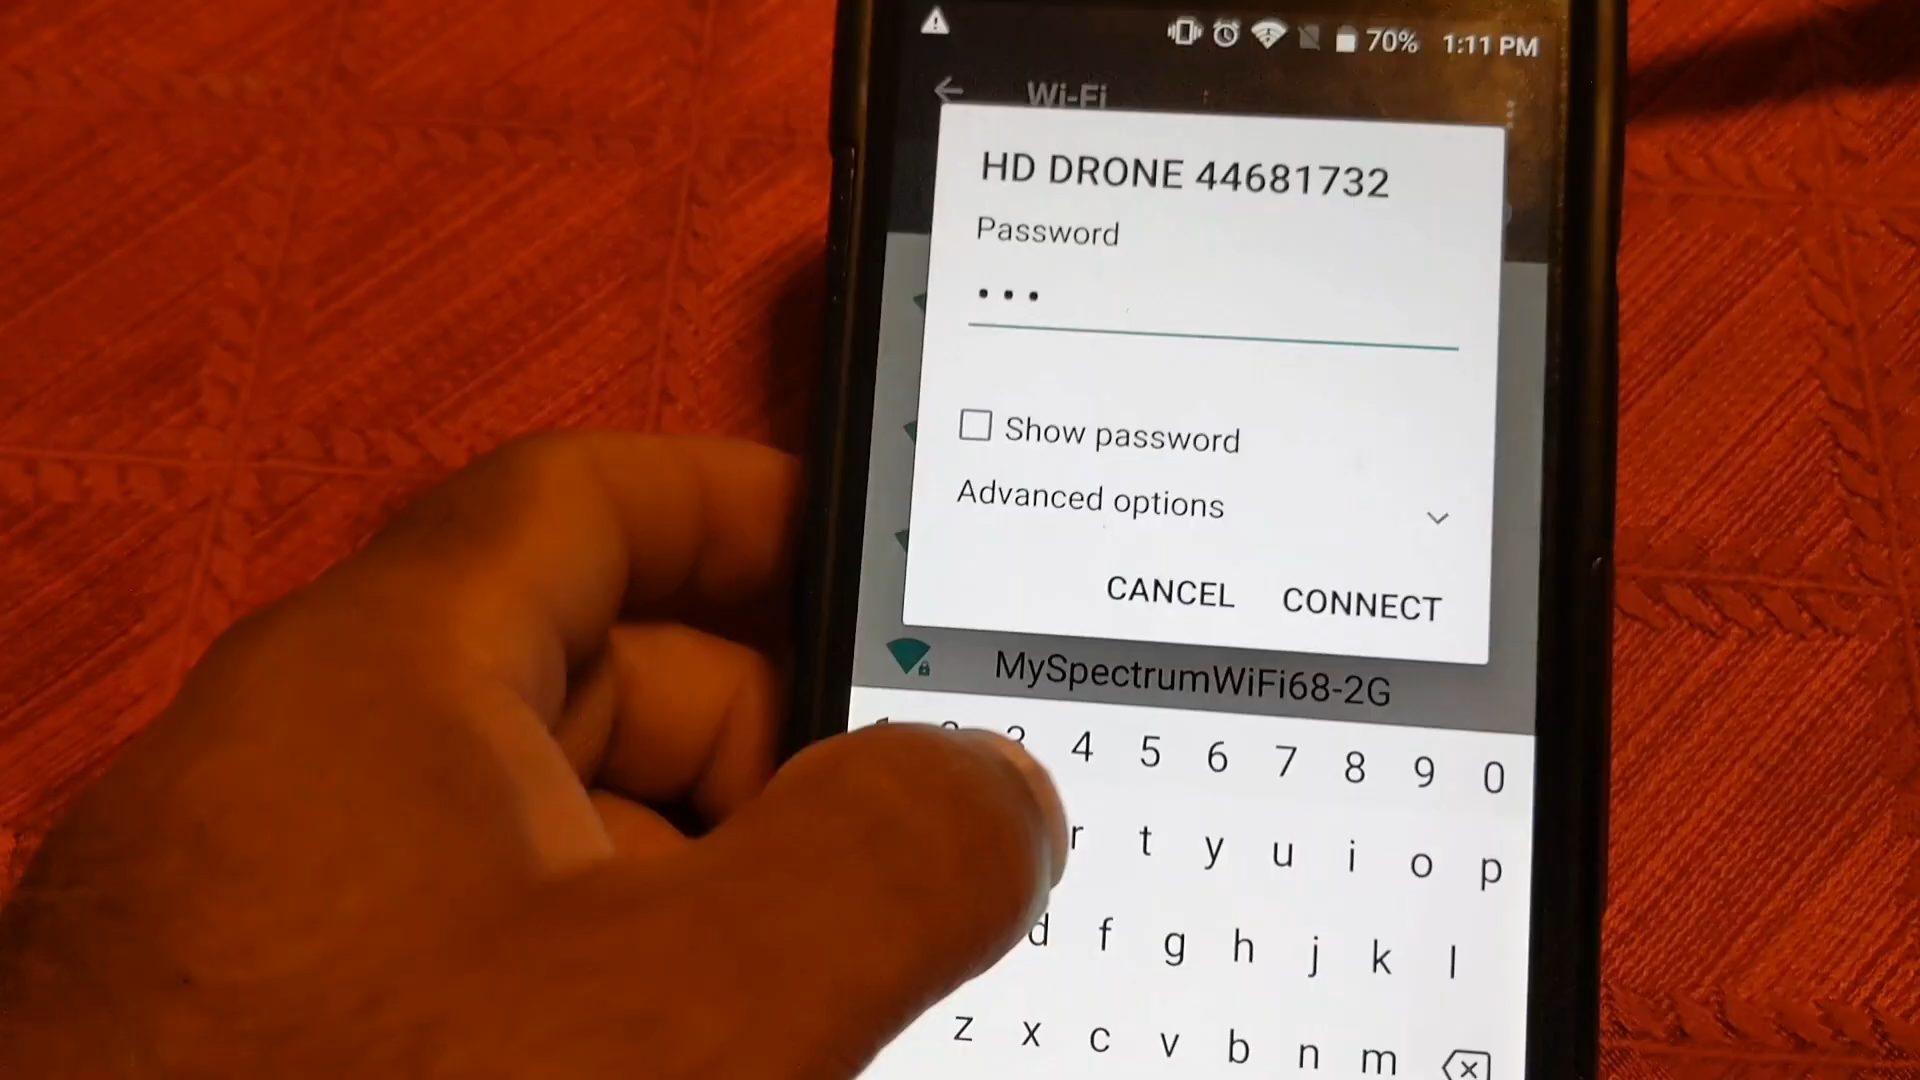 70% 1:11 PM
Wi-Fi
HD DRONE 44681732
Password
Show password
Advanced options
CANCEL CONNECT
MySpectrumWiFi68-2G
4 5 6 7 8 9 0
r t y u i o p
d f g h j k l
z x c v b n m